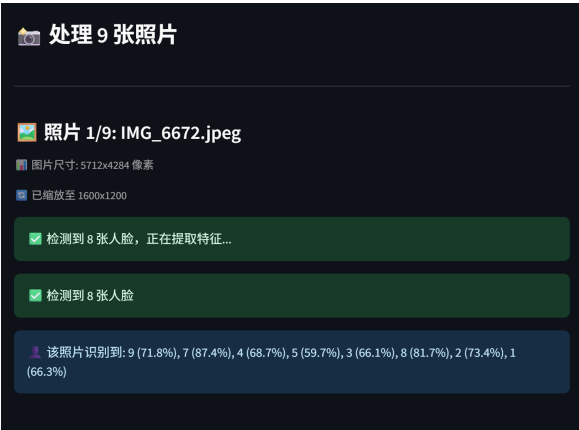 📷 处理 9 张照片
🖼️ 照片 1/9: IMG_6672.jpeg
📊 图片尺寸: 5712x4284 像素
🔄 已缩放至 1600x1200
✅ 检测到 8 张人脸，正在提取特征...
✅ 检测到 8 张人脸
👤 该照片识别到: 9 (71.8%), 7 (87.4%), 4 (68.7%), 5 (59.7%), 3 (66.1%), 8 (81.7%), 2 (73.4%), 1
(66.3%)